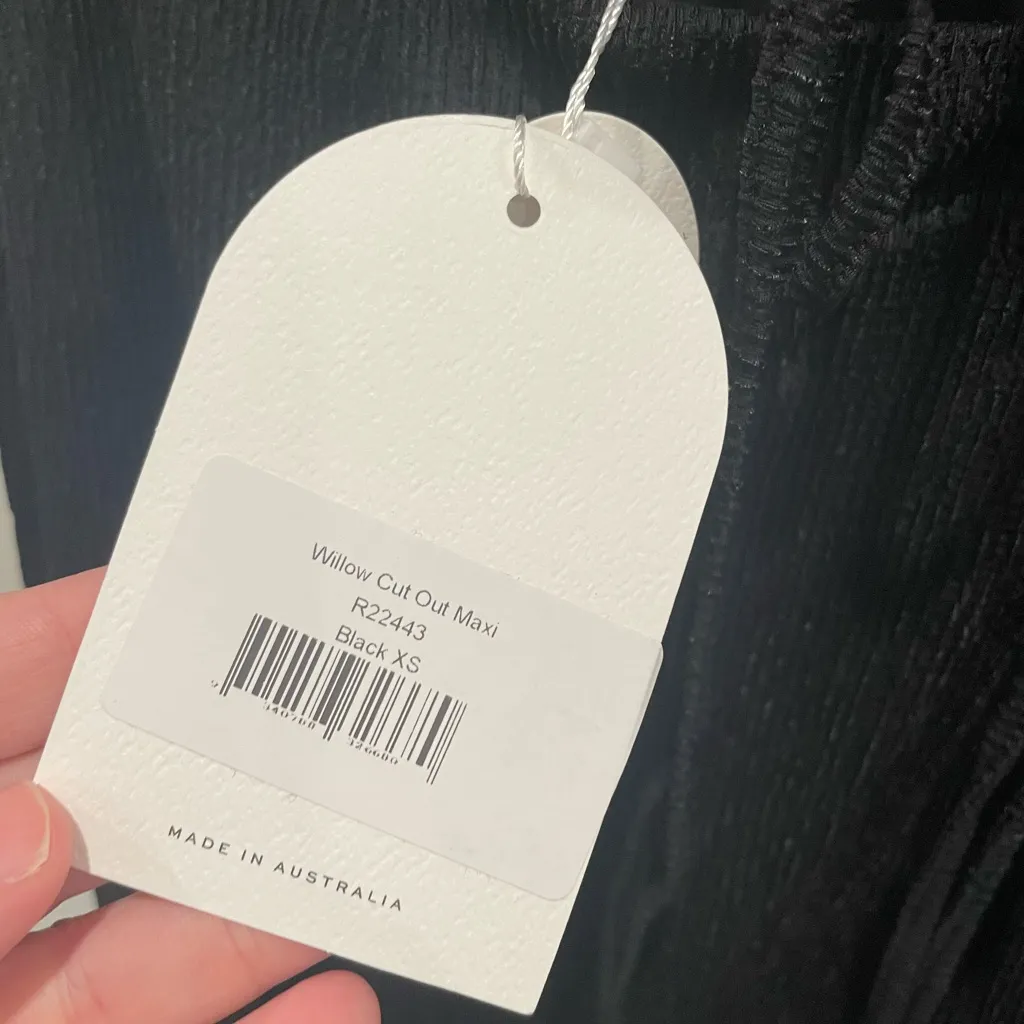 Willow Cut Out Maxi
R22443
Black XS
MADE IN AUSTRALIA